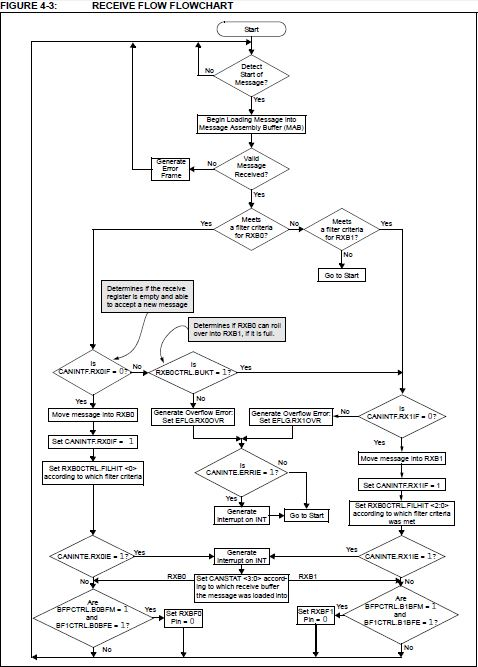 FIGURE 4-3: RECEIVE FLOW FLOWCHART
Start
Detect
Start of
Message?
No
Yes
Begin Loading Message into
Message Assembly Buffer (MAB)
Generate
Error
Frame
No
Valid
Message
Received?
Yes
Yes
Meets
a filter criteria
for RXB0?
No
Meets
a filter criteria
for RXB1?
Yes
No
Go to Start
Determines if the receive
register is empty and able
to accept a new message
Determines if RXB0 can roll
over into RXB1, if it is full.
Is
CANINTF.RX0IF = 0?
No
Is
RXB0CTRL.BUKT = 1?
Yes
Yes
No
Is
CANINTF.RX1IF = 0?
No
Yes
Move message into RXB0
Generate Overflow Error:
Set EFLG.RX0OVR
Generate Overflow Error:
Set EFLG.RX1OVR
Set CANINTF.RX0IF = 1
Move message into RXB1
Set RXB0CTRL.FILHIT <0>
according to which filter criteria
Is
CANINTE.ERRIE = 1?
No
Yes
Set CANINTF.RX1IF = 1
Generate
Interrupt on INT
Go to Start
Set RXB0CTRL.FILHIT <2:0>
according to which filter criteria
was met
CANINTE.RX0IE = 1?
Yes
Generate
Interrupt on INT
Yes
CANINTE.RX1IE = 1?
No
RXB0
Set CANSTAT <3:0> accord-
ing to which receive buffer
the message was loaded into
RXB1
No
Are
BFPCTRL.B0BFM = 1
and
BF1CTRL.B0BFE = 1?
Yes
Set RXBF0
Pin = 0
No
Set RXBF1
Pin = 0
Yes
Are
BFPCTRL.B1BFM = 1
and
BF1CTRL.B1BFE = 1?
No